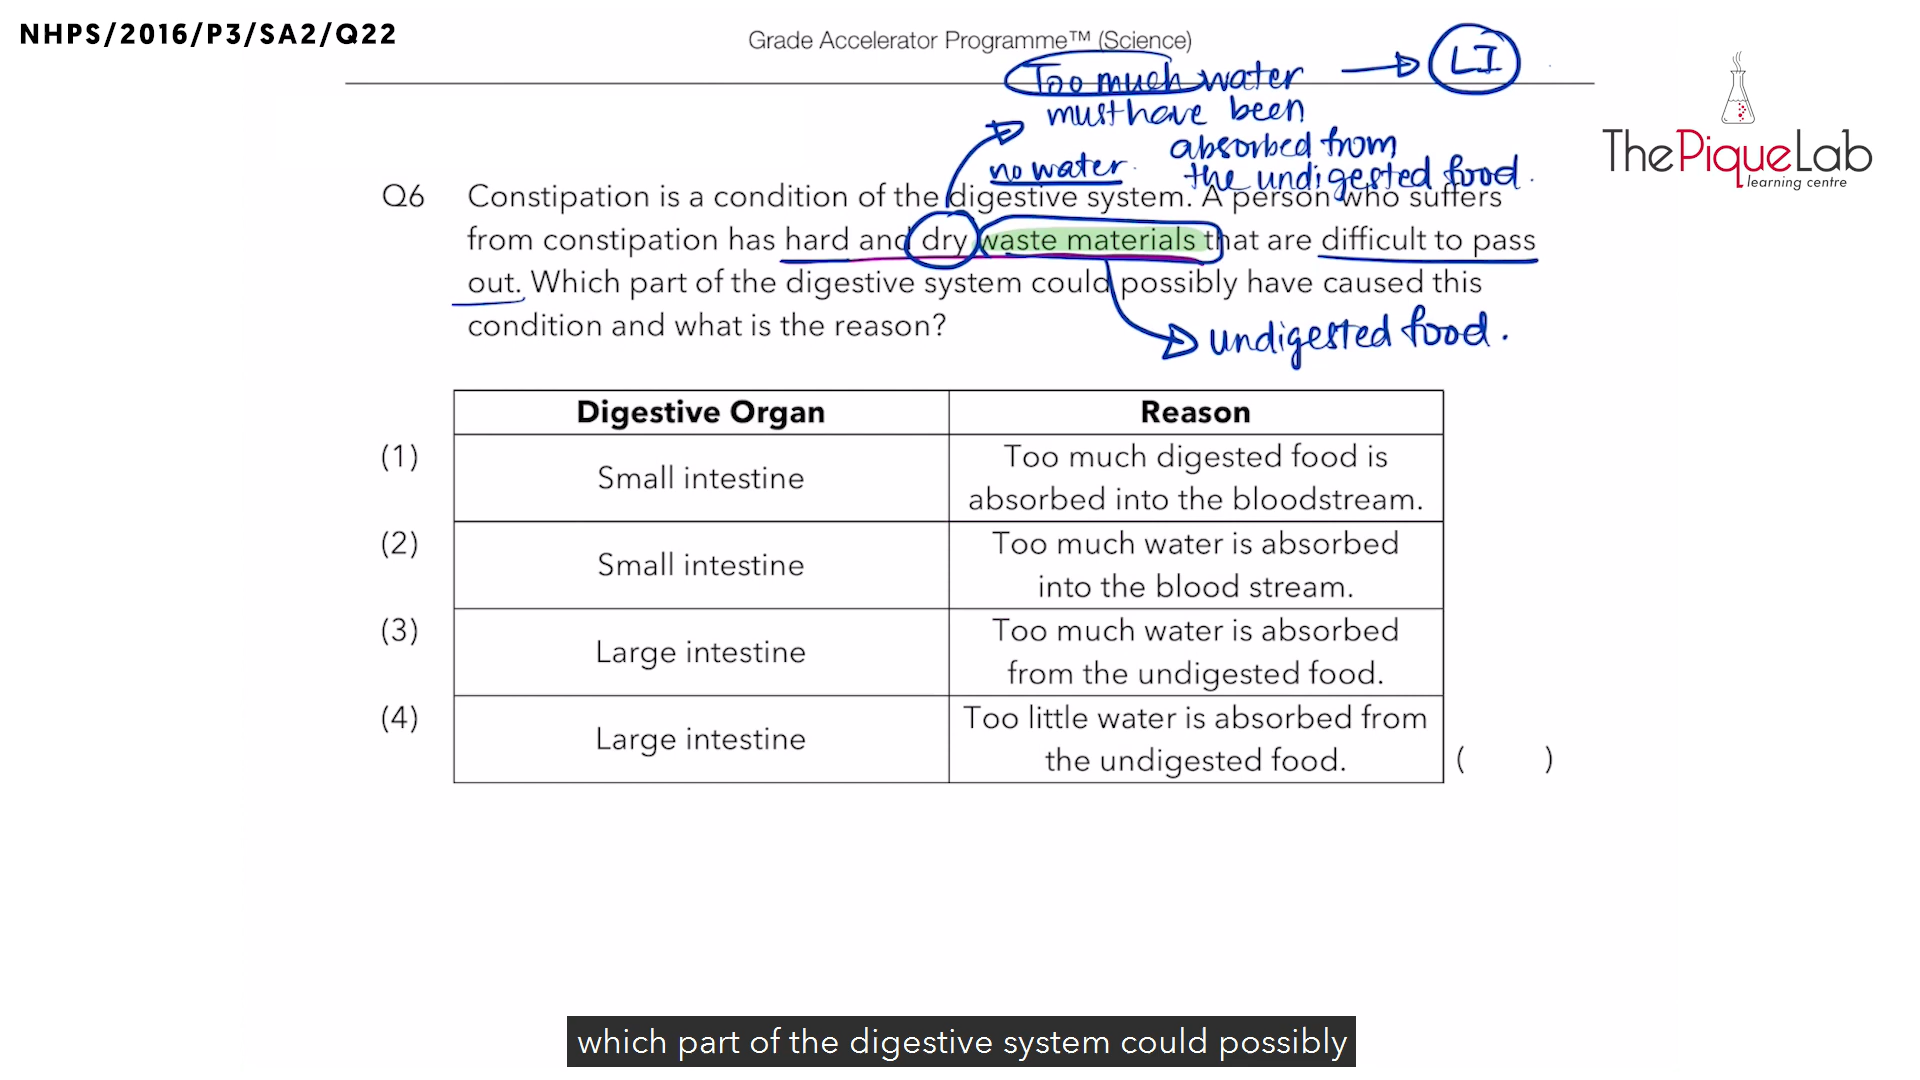 NHPS/2016/P3/SA2/Q22
Grade Accelerator Programme™ (Science)
Too much water → LI
must have been
absorbed from
the undigested food.
no water.
ThePiqueLab
learning centre
Q6 Constipation is a condition of the digestive system. A person who suffers
from constipation has hard and dry waste materials that are difficult to pass
out. Which part of the digestive system could possibly have caused this
condition and what is the reason?
undigested food.
Digestive Organ Reason
(1) Small intestine Too much digested food is
absorbed into the bloodstream.
(2) Small intestine Too much water is absorbed
into the blood stream.
(3) Large intestine Too much water is absorbed
from the undigested food.
(4) Large intestine Too little water is absorbed from
the undigested food. ( )
which part of the digestive system could possibly